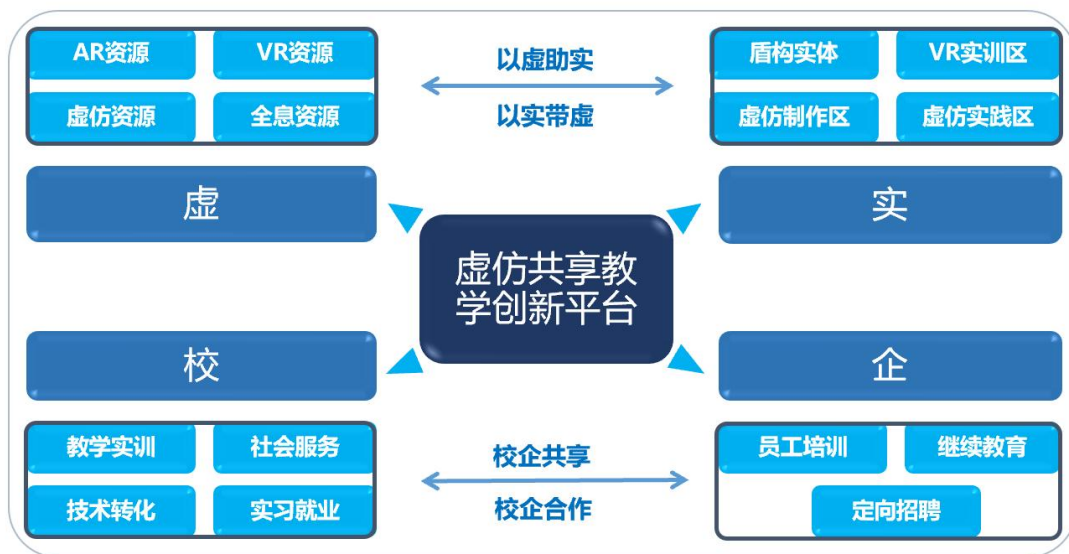 AR资源
VR资源
以虚助实
盾构实体
VR实训区
虚仿资源
全息资源
以实带虚
虚仿制作区
虚仿实践区
虚
实
虚仿共享教
学创新平台
校
企
教学实训
社会服务
校企共享
员工培训
继续教育
技术转化
实习就业
校企合作
定向招聘